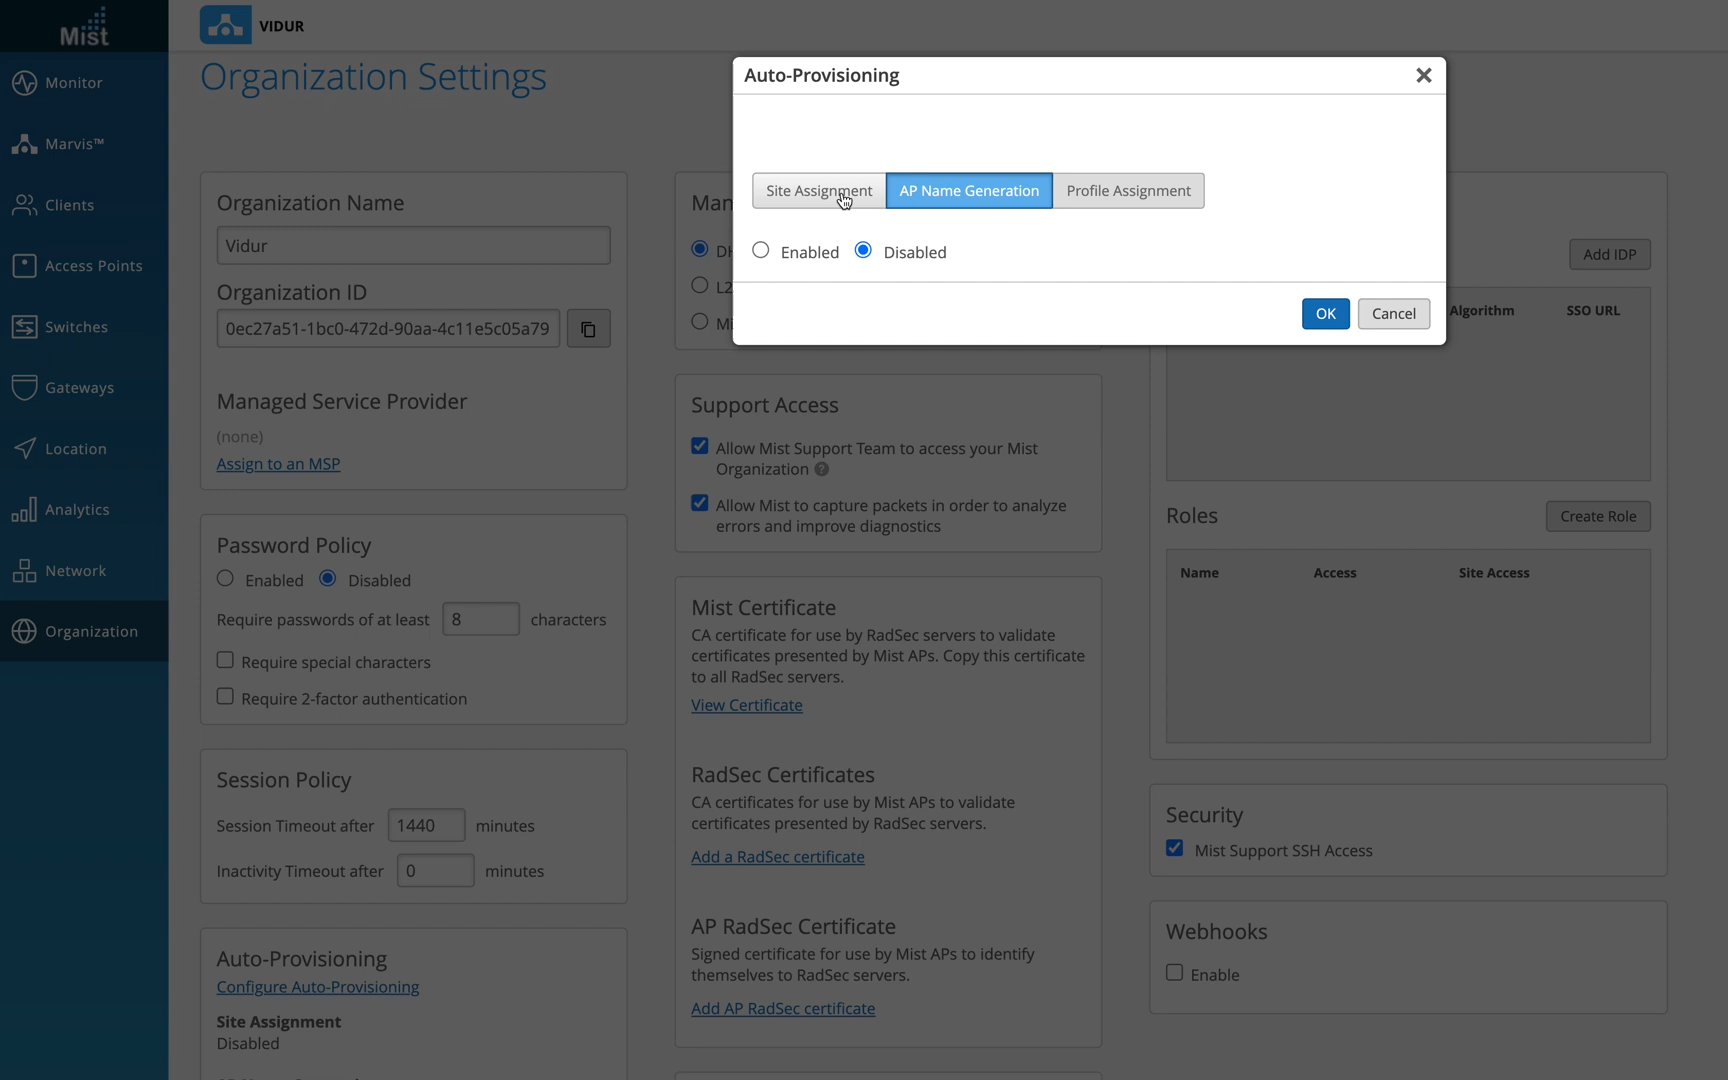 Mist
VIDUR
Monitor
Marvis™
Clients
Access Points
Switches
Gateways
Location
Analytics
Network
Organization
Organization Settings
Organization Name
Vidur
Organization ID
0ec27a51-1bc0-472d-90aa-4c11e5c05a79
Managed Service Provider
(none)
Assign to an MSP
Password Policy
Enabled Disabled
Require passwords of at least 8 characters
Require special characters
Require 2-factor authentication
Session Policy
Session Timeout after 1440 minutes
Inactivity Timeout after 0 minutes
Auto-Provisioning
Configure Auto-Provisioning
Site Assignment
Disabled
Auto-Provisioning
Site Assignment AP Name Generation Profile Assignment
Enabled Disabled
OK Cancel
Man
L2
Mi
Support Access
Allow Mist Support Team to access your Mist
Organization ?
Allow Mist to capture packets in order to analyze
errors and improve diagnostics
Mist Certificate
CA certificate for use by RadSec servers to validate
certificates presented by Mist APs. Copy this certificate
to all RadSec servers.
View Certificate
RadSec Certificates
CA certificates for use by Mist APs to validate
certificates presented by RadSec servers.
Add a RadSec certificate
AP RadSec Certificate
Signed certificate for use by Mist APs to identify
themselves to RadSec servers.
Add AP RadSec certificate
Add IDP
Algorithm SSO URL
Roles
Create Role
Name Access Site Access
Security
Mist Support SSH Access
Webhooks
Enable